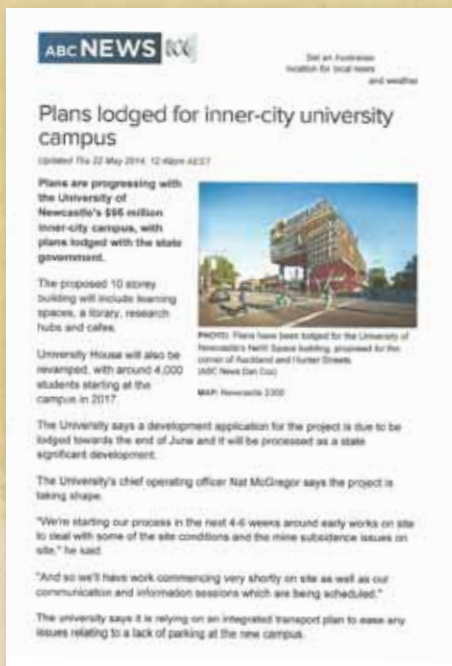 ABC NEWS
Set an Australian
location for local news
and weather
Plans lodged for inner-city university
campus
Updated Thu 22 May 2014, 12:49pm AEST
Plans are progressing with
the University of
Newcastle's $95 million
inner-city campus, with
plans lodged with the state
government.
The proposed 10 storey
building will include learning
spaces, a library, research
hubs and cafes.
University House will also be
revamped, with around 4,000
students starting at the
campus in 2017.
PHOTO: Plans have been lodged for the University of
Newcastle's NeW Space building, proposed for the
corner of Auckland and Hunter Streets.
(ABC News Dan Cox)
MAP: Newcastle 2300
The University says a development application for the project is due to be
lodged towards the end of June and it will be processed as a state
significant development.
The University's chief operating officer Nat McGregor says the project is
taking shape.
"We're starting our process in the next 4-6 weeks around early works on site
to deal with some of the site conditions and the mine subsidence issues on
site," he said.
"And so we'll have work commencing very shortly on site as well as our
communication and information sessions which are being scheduled."
The university says it is relying on an integrated transport plan to ease any
issues relating to a lack of parking at the new campus.